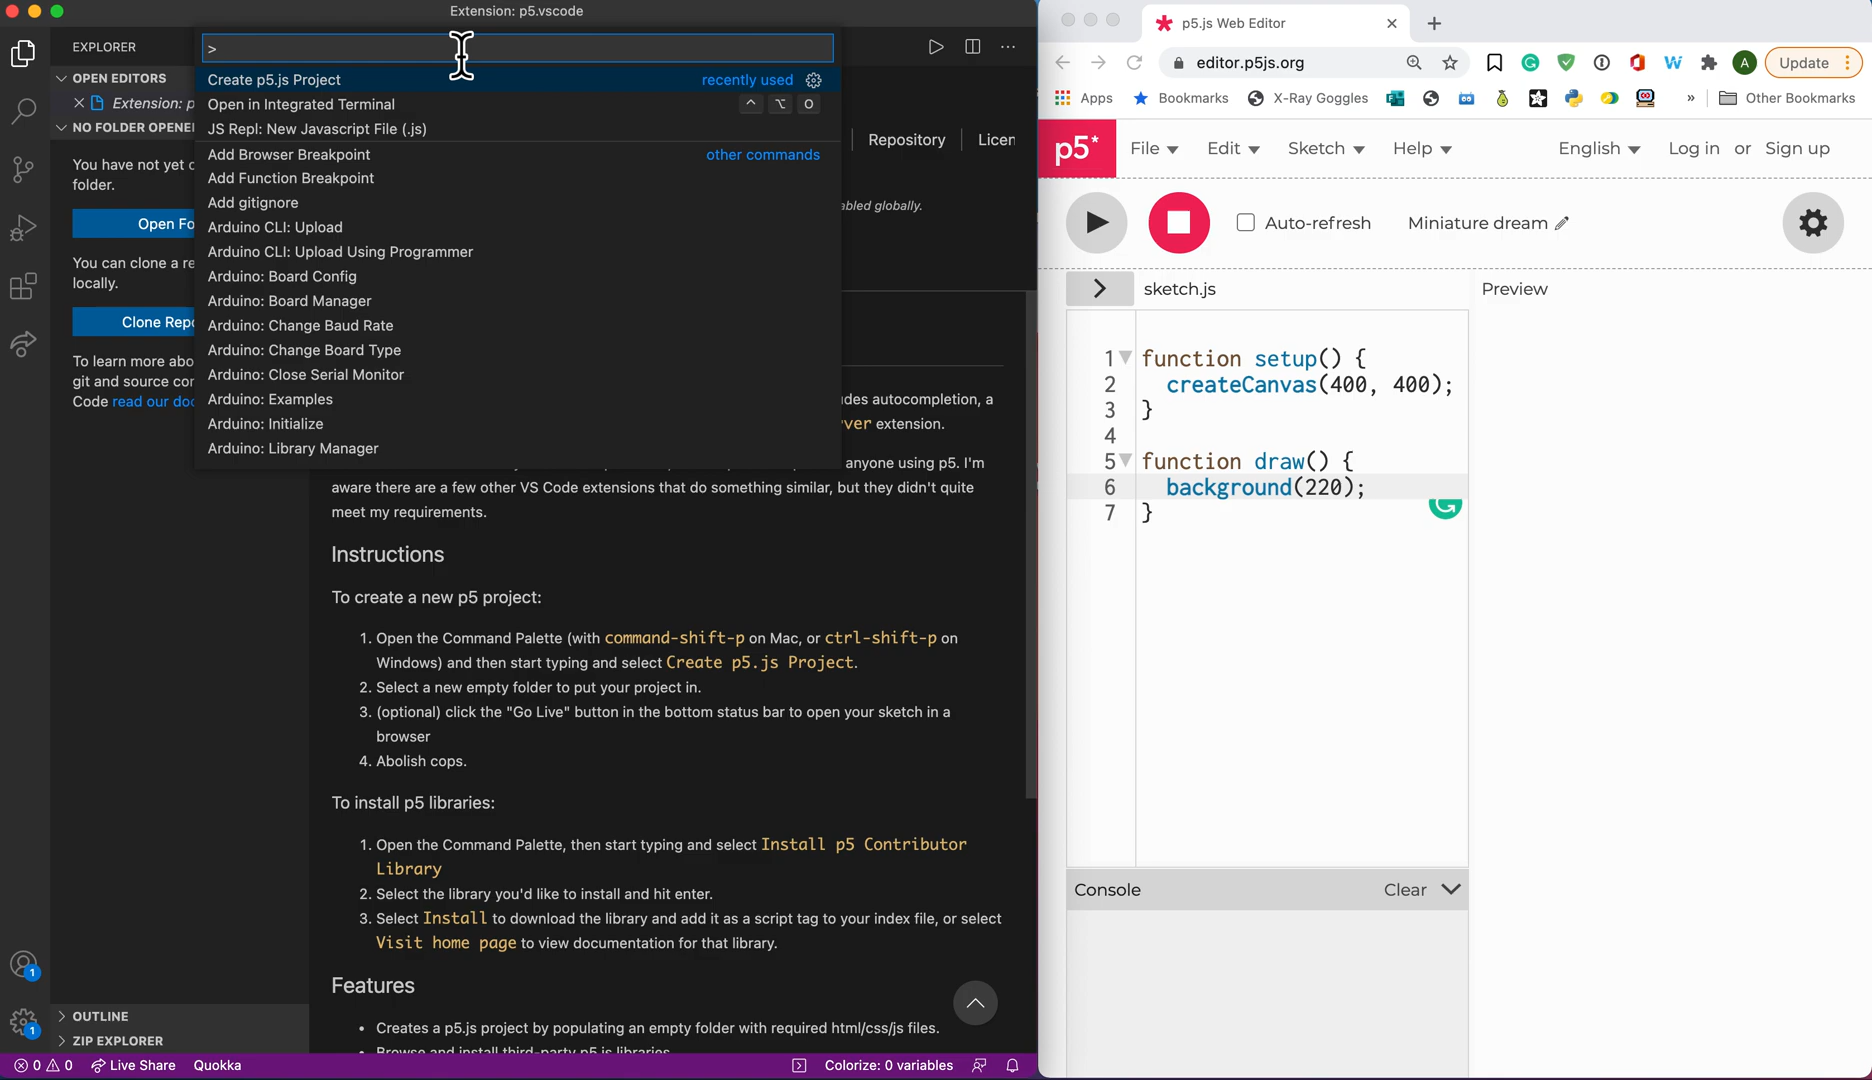 Extension: p5.vscode
EXPLORER
OPEN EDITORS
Extension: p
NO FOLDER OPENE
You have not yet o
folder.
Open Fo
You can clone a re
locally.
Clone Repo
To learn more abo
git and source con
Code read our doc
OUTLINE
ZIP EXPLORER
>
Create p5.js Project recently used
Open in Integrated Terminal ^ ⌥ O
JS Repl: New Javascript File (.js)
Add Browser Breakpoint other commands
Add Function Breakpoint
Add gitignore
Arduino CLI: Upload
Arduino CLI: Upload Using Programmer
Arduino: Board Config
Arduino: Board Manager
Arduino: Change Baud Rate
Arduino: Change Board Type
Arduino: Close Serial Monitor
Arduino: Examples
Arduino: Initialize
Arduino: Library Manager
Repository Licen
abled globally.
des autocompletion, a
ver extension.
anyone using p5. I'm
aware there are a few other VS Code extensions that do something similar, but they didn't quite
meet my requirements.
Instructions
To create a new p5 project:
1. Open the Command Palette (with command-shift-p on Mac, or ctrl-shift-p on
Windows) and then start typing and select Create p5.js Project.
2. Select a new empty folder to put your project in.
3. (optional) click the "Go Live" button in the bottom status bar to open your sketch in a
browser
4. Abolish cops.
To install p5 libraries:
1. Open the Command Palette, then start typing and select Install p5 Contributor
Library
2. Select the library you'd like to install and hit enter.
3. Select Install to download the library and add it as a script tag to your index file, or select
Visit home page to view documentation for that library.
Features
• Creates a p5.js project by populating an empty folder with required html/css/js files.
1
1
0 0 Live Share Quokka Colorize: 0 variables
p5.js Web Editor
editor.p5js.org A Update
Apps Bookmarks X-Ray Goggles » Other Bookmarks
p5* File Edit Sketch Help English Log in or Sign up
Auto-refresh Miniature dream
sketch.js Preview
1 function setup() {
2 createCanvas(400, 400);
3 }
4
5 function draw() {
6 background(220);
7 }
Console Clear